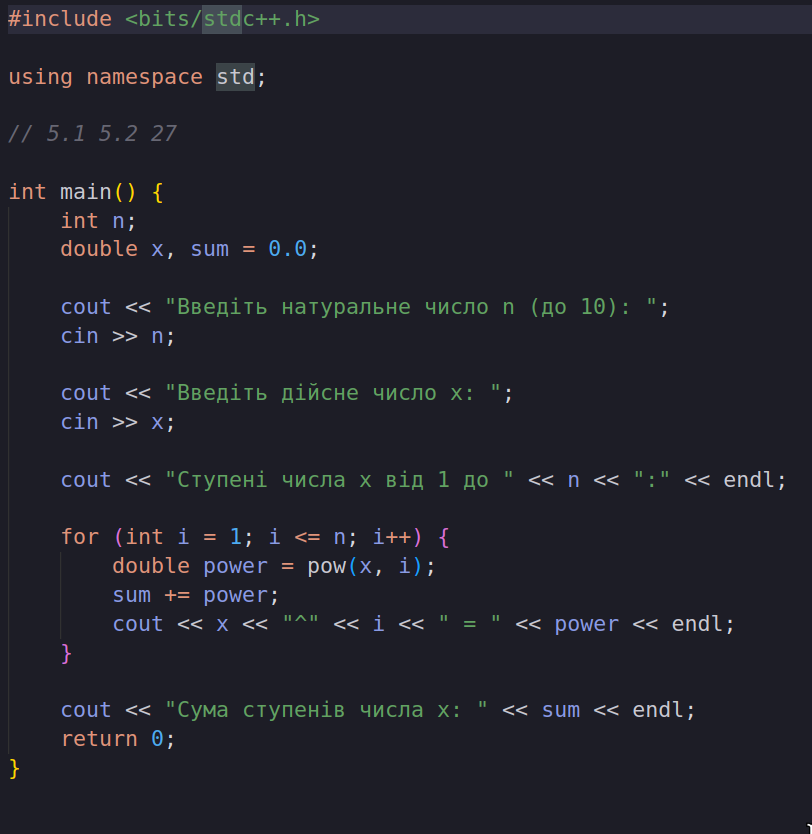 #include <bits/stdc++.h>
using namespace std;
// 5.1 5.2 27
int main() {
int n;
double x, sum = 0.0;
cout << "Введіть натуральне число n (до 10): ";
cin >> n;
cout << "Введіть дійсне число x: ";
cin >> x;
cout << "Ступені числа x від 1 до " << n << ":" << endl;
for (int i = 1; i <= n; i++) {
double power = pow(x, i);
sum += power;
cout << x << "^" << i << " = " << power << endl;
}
cout << "Сума ступенів числа x: " << sum << endl;
return 0;
}